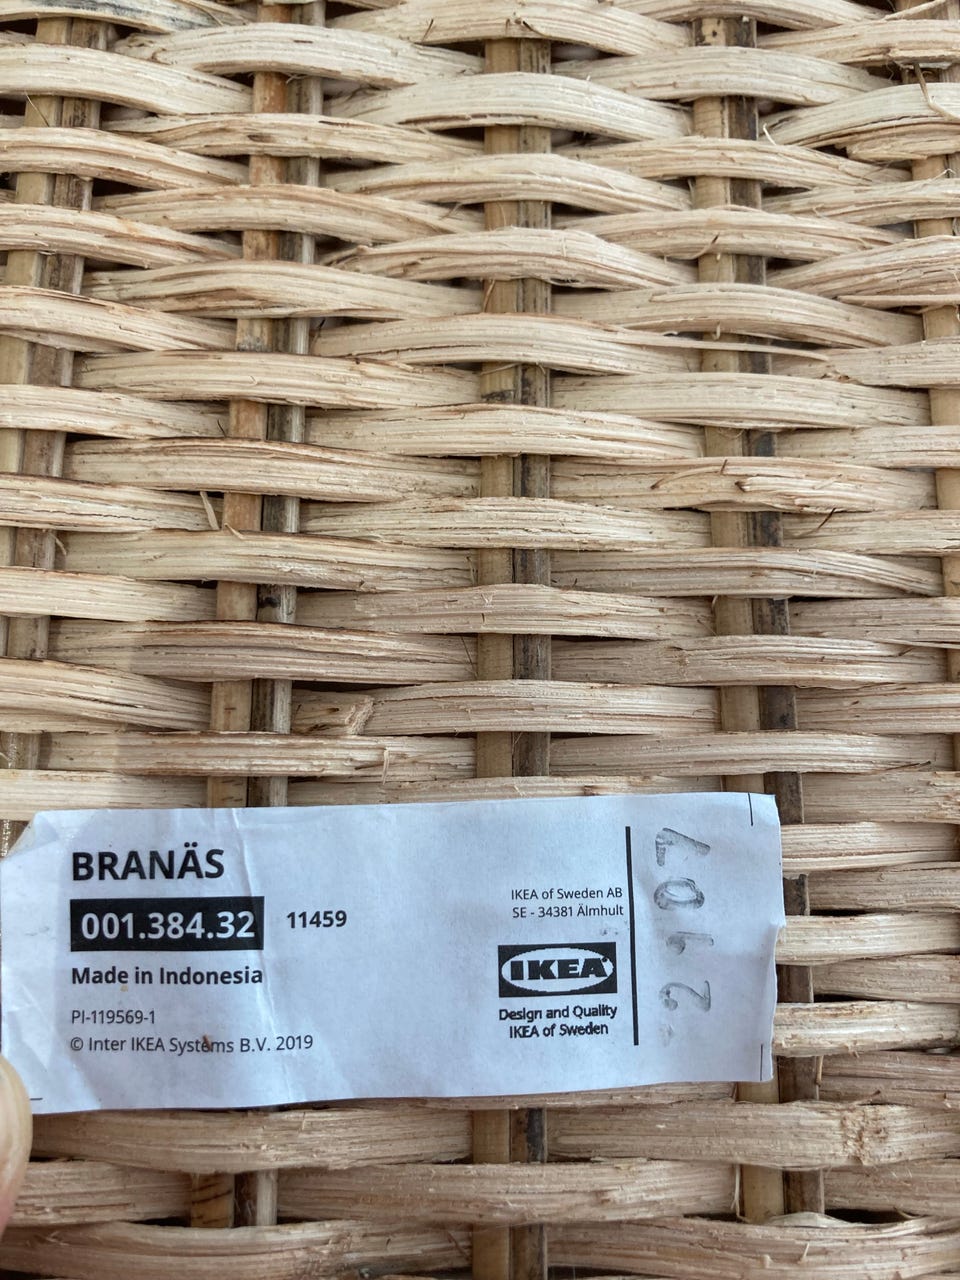 BRANÄS
001.384.32
11459
Made in Indonesia
PI-119569-1
© Inter IKEA Systems B.V. 2019
IKEA of Sweden AB
SE - 34381 Älmhult
IKEA
Design and Quality
IKEA of Sweden
2107